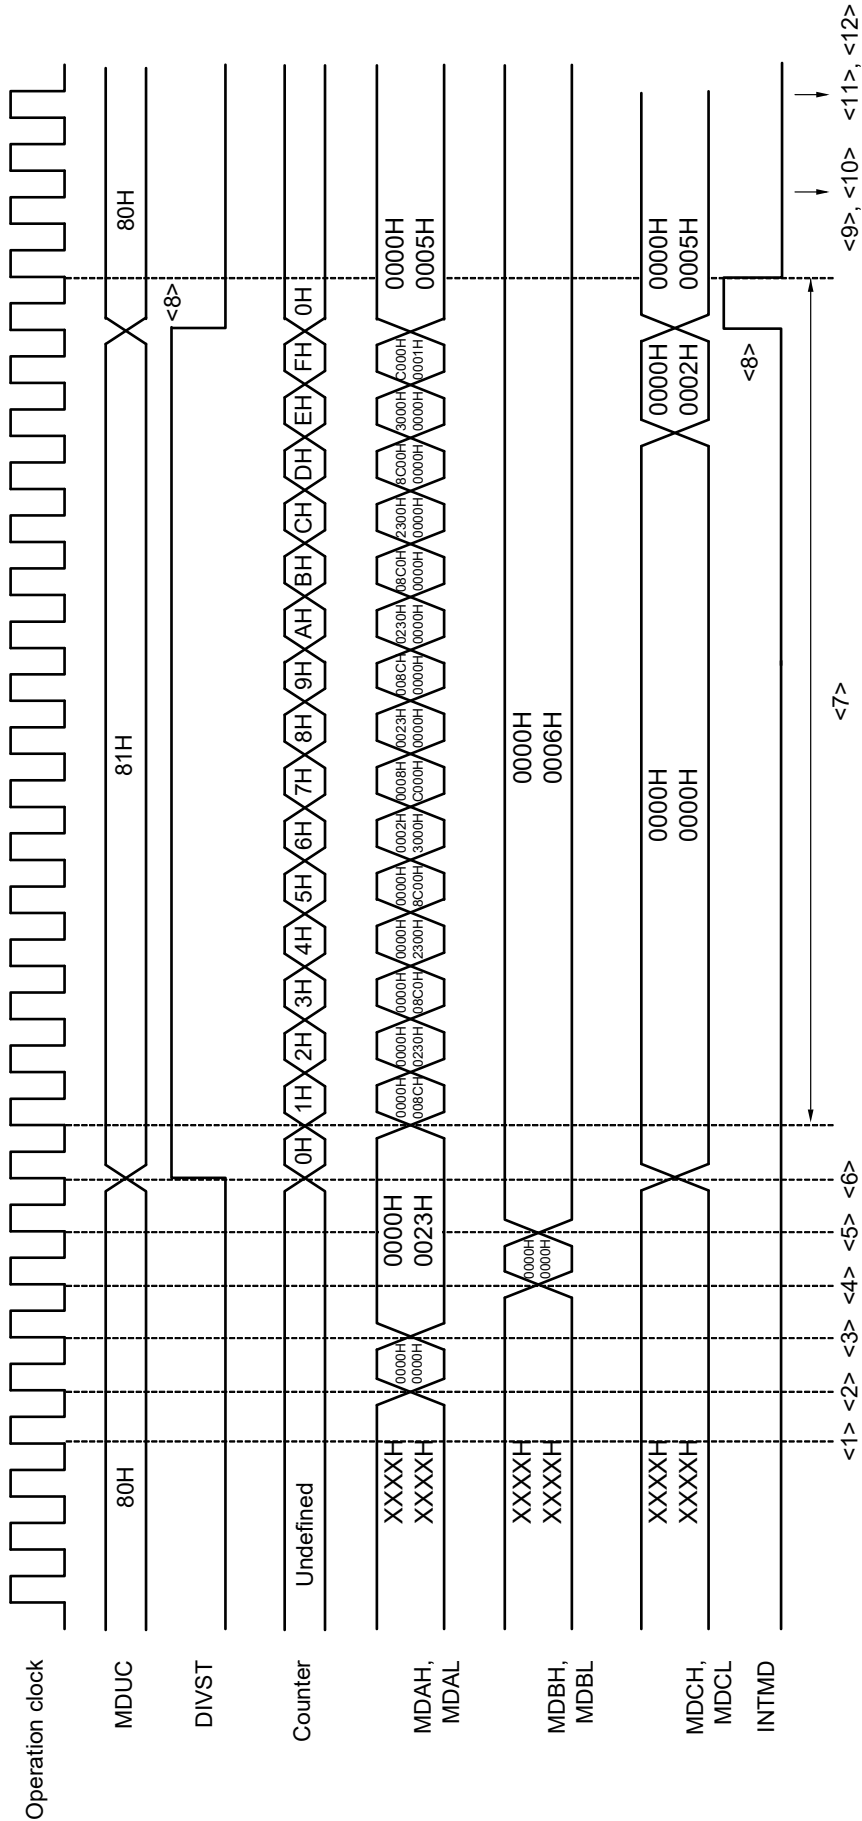 Operation clock
MDUC
80H
81H
80H
DIVST
<8>
Counter
Undefined
0H
1H
2H
3H
4H
5H
6H
7H
8H
9H
AH
BH
CH
DH
EH
FH
0H
MDAH,
MDAL
XXXXH
XXXXH
0000H
0000H
0000H
0023H
0000H
008CH
0000H
0230H
0000H
08C0H
0000H
2300H
0000H
8C00H
0002H
3000H
0008H
C000H
0023H
0000H
008CH
0000H
0230H
0000H
08C0H
0000H
2300H
0000H
8C00H
0000H
3000H
0000H
C000H
0001H
0000H
0005H
MDBH,
MDBL
XXXXH
XXXXH
0000H
0000H
0000H
0006H
MDCH,
MDCL
XXXXH
XXXXH
0000H
0000H
0000H
0002H
0000H
0005H
INTMD
<8>
<1>
<2>
<3>
<4>
<5>
<6>
<7>
<9>, <10>
<11>, <12>